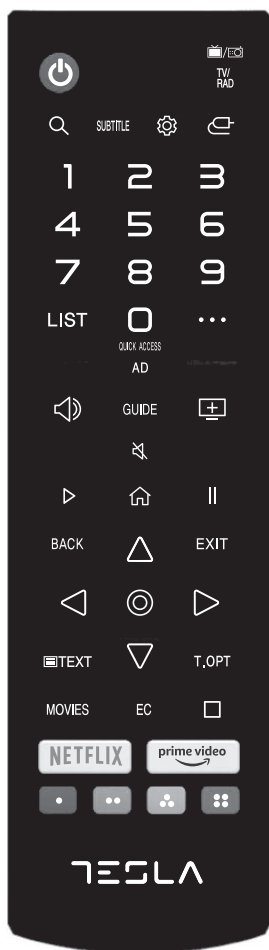 TV/
RAD
SUBTITLE
1 2 3
4 5 6
7 8 9
LIST 0 ...
QUICK ACCESS
AD
GUIDE
BACK EXIT
TEXT T.OPT
MOVIES EC
NETFLIX prime video
TESLA